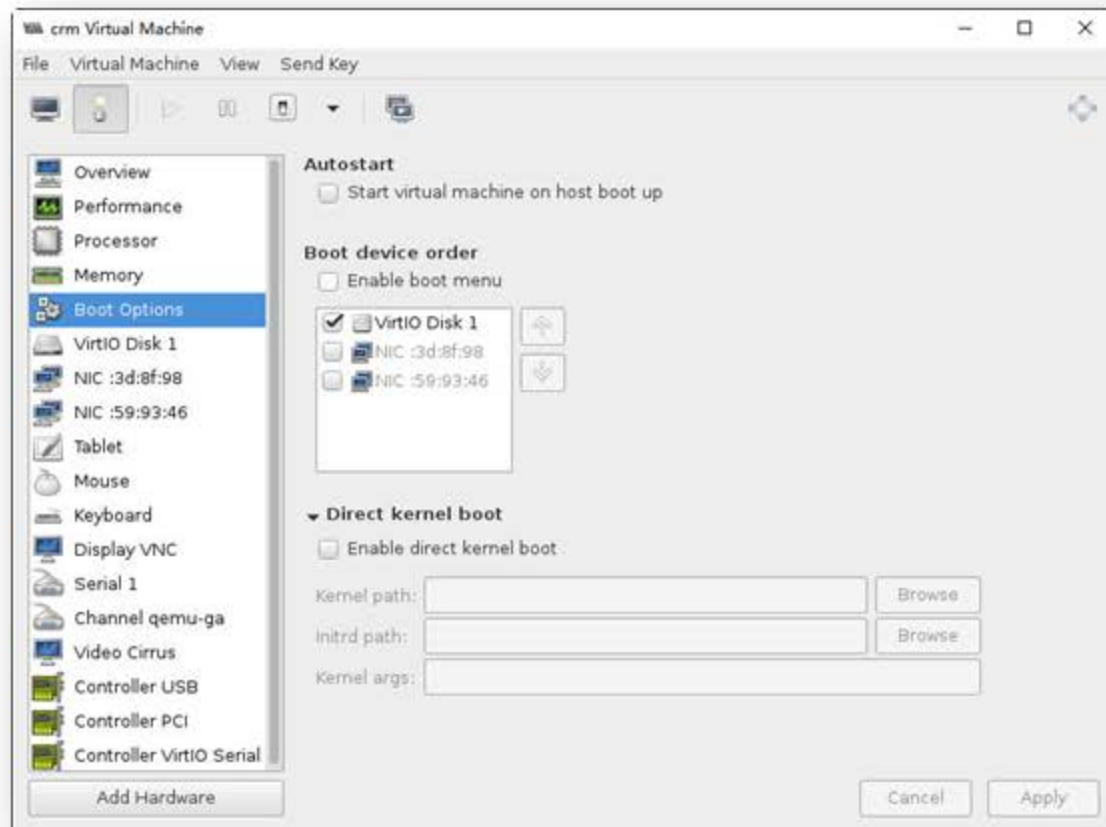 crm Virtual Machine
File Virtual Machine View Send Key
Overview
Performance
Processor
Memory
Boot Options
VirtIO Disk 1
NIC :3d:8f:98
NIC :59:93:46
Tablet
Mouse
Keyboard
Display VNC
Serial 1
Channel qemu-ga
Video Cirrus
Controller USB
Controller PCI
Controller VirtIO Serial
Add Hardware
Autostart
Start virtual machine on host boot up
Boot device order
Enable boot menu
VirtIO Disk 1
NIC :3d:8f:98
NIC :59:93:46
Direct kernel boot
Enable direct kernel boot
Kernel path: Browse
Initrd path: Browse
Kernel args:
Cancel Apply